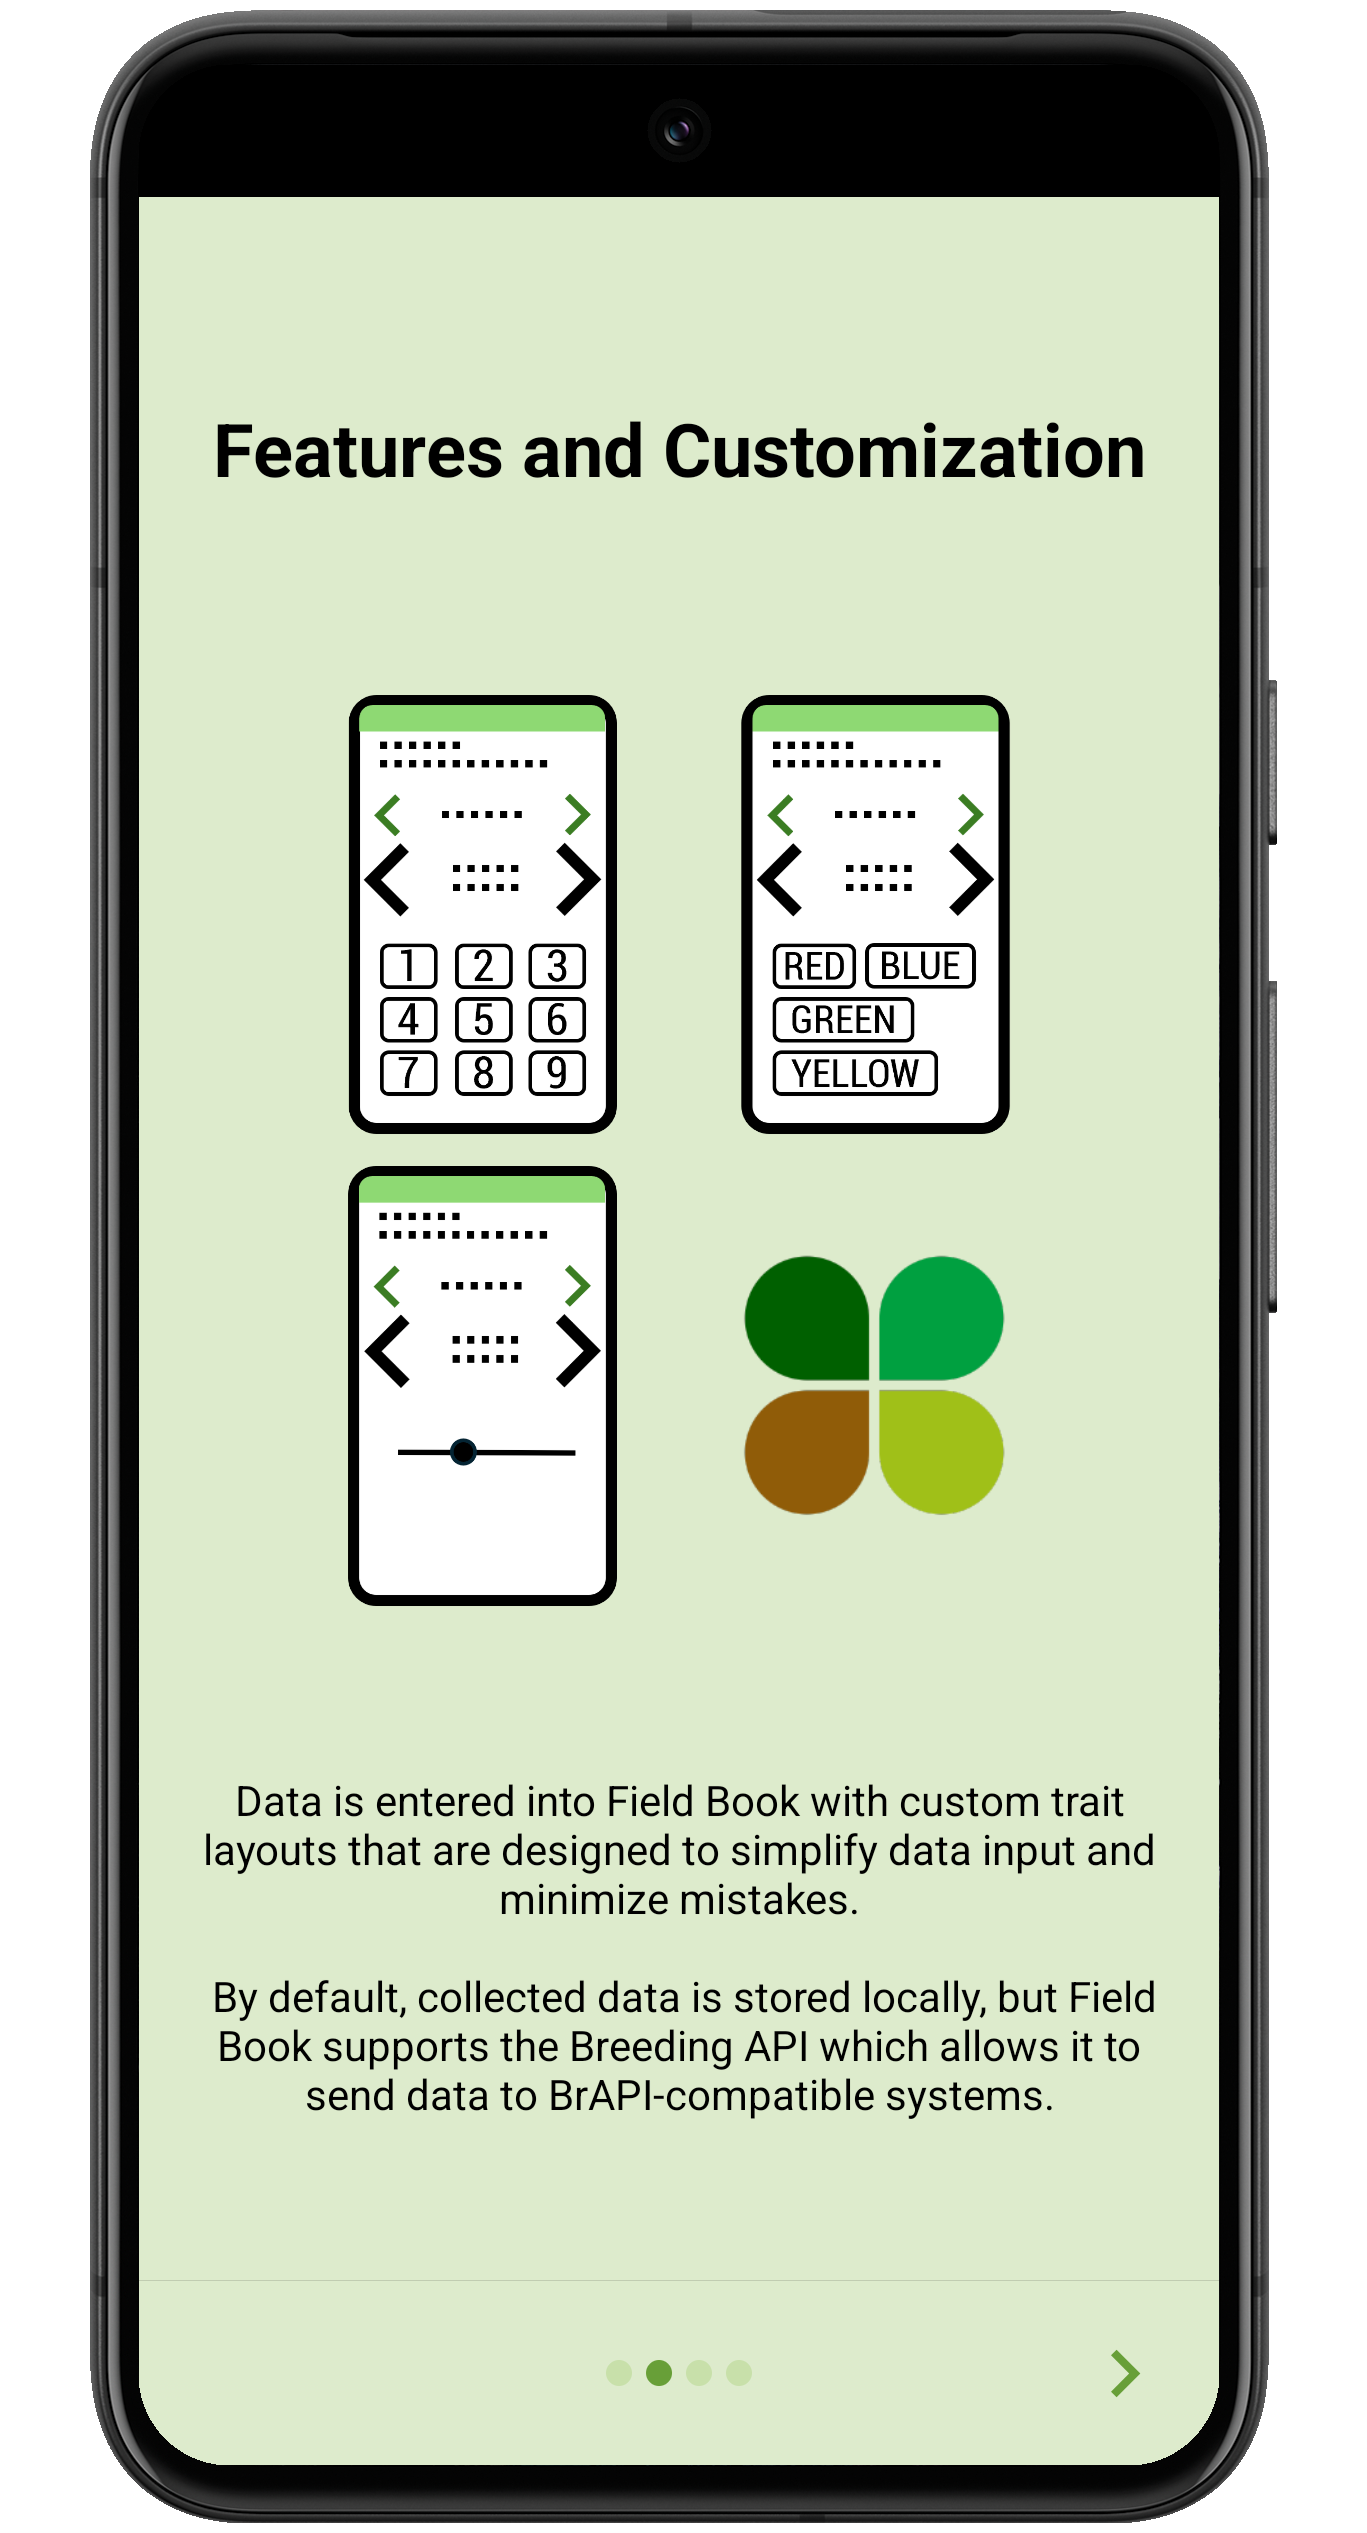 Features and Customization
1 2 3
4 5 6
7 8 9
RED BLUE
GREEN
YELLOW
Data is entered into Field Book with custom trait
layouts that are designed to simplify data input and
minimize mistakes.
By default, collected data is stored locally, but Field
Book supports the Breeding API which allows it to
send data to BrAPI-compatible systems.